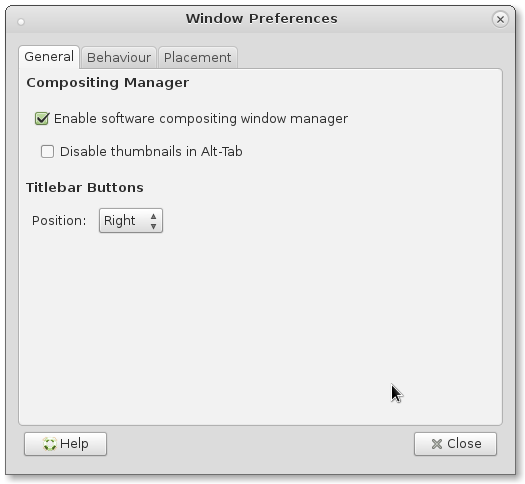 Window Preferences
General Behaviour Placement
Compositing Manager
Enable software compositing window manager
Disable thumbnails in Alt-Tab
Titlebar Buttons
Position: Right
Help Close